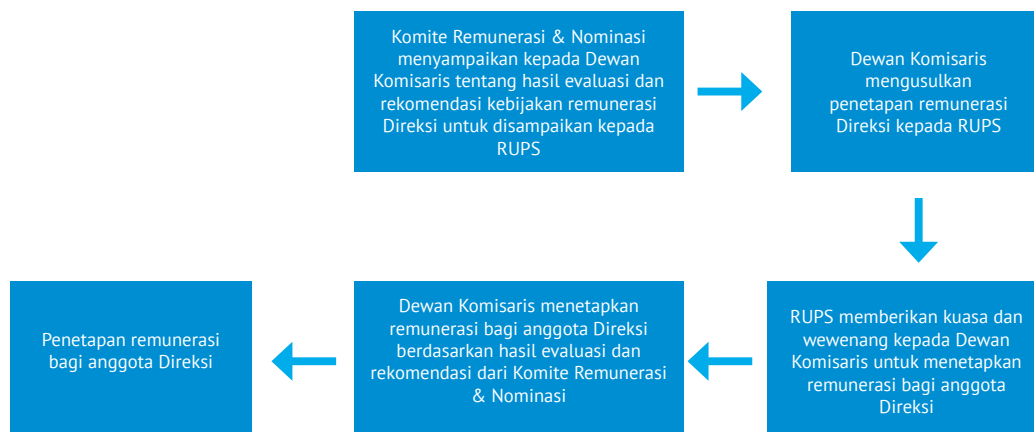 Komite Remunerasi & Nominasi
menyampaikan kepada Dewan
Komisaris tentang hasil evaluasi dan
rekomendasi kebijakan remunerasi
Direksi untuk disampaikan kepada
RUPS
Dewan Komisaris
mengusulkan
penetapan remunerasi
Direksi kepada RUPS
RUPS memberikan kuasa dan
wewenang kepada Dewan
Komisaris untuk menetapkan
remunerasi bagi anggota
Direksi
Dewan Komisaris menetapkan
remunerasi bagi anggota Direksi
berdasarkan hasil evaluasi dan
rekomendasi dari Komite Remunerasi
& Nominasi
Penetapan remunerasi
bagi anggota Direksi